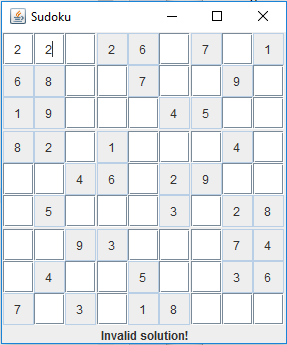 Sudoku
2 2 2 6 7 1
6 8 7 9
1 9 4 5
8 2 1 4
4 6 2 9
5 3 2 8
9 3 7 4
4 5 3 6
7 3 1 8
Invalid solution!